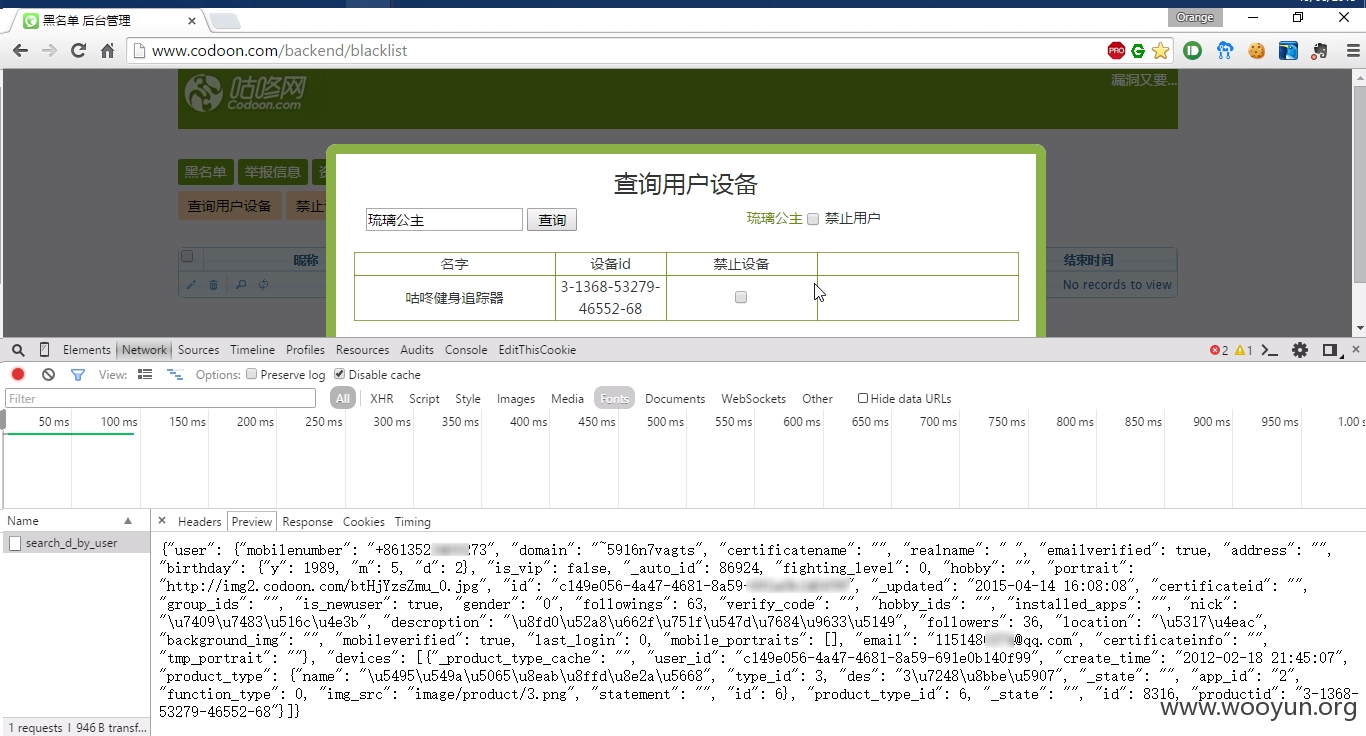 黑名单 后台管理
Orange
www.codoon.com/backend/blacklist
PRO
咕咚网
Codoon.com
漏洞又要...
黑名单 举报信息
查询用户设备
查询用户设备 禁止
琉璃公主 查询 琉璃公主 禁止用户
昵称 结束时间
名字 设备id 禁止设备
No records to view
咕咚健身追踪器 3-1368-53279-
46552-68
Elements Network Sources Timeline Profiles Resources Audits Console EditThisCookie 2 1
View: Options: Preserve log Disable cache
Filter All XHR Script Style Images Media Fonts Documents WebSockets Other Hide data URLs
50 ms 100 ms 150 ms 200 ms 250 ms 300 ms 350 ms 400 ms 450 ms 500 ms 550 ms 600 ms 650 ms 700 ms 750 ms 800 ms 850 ms 900 ms 950 ms 1.00 s
Name Headers Preview Response Cookies Timing
search_d_by_user
{"user": {"mobilenumber": "+861352 273", "domain": "~5916n7vagts", "certificatename": "", "realname": " ", "emailverified": true, "address": "",
"birthday": {"y": 1989, "m": 5, "d": 2}, "is_vip": false, "_auto_id": 86924, "fighting_level": 0, "hobby": "", "portrait":
"http://img2.codoon.com/btHjYzsZmu_0.jpg", "id": "c149e056-4a47-4681-8a59- ", "_updated": "2015-04-14 16:08:08", "certificateid": "",
"group_ids": "", "is_newuser": true, "gender": "0", "followings": 63, "verify_code": "", "hobby_ids": "", "installed_apps": "", "nick":
"\u7409\u7483\u516c\u4e3b", "descroption": "\u8fd0\u52a8\u662f\u751f\u547d\u7684\u9633\u5149", "followers": 36, "location": "\u5317\u4eac",
"background_img": "", "mobileverified": true, "last_login": 0, "mobile_portraits": [], "email": "115148 @qq.com", "certificateinfo": "",
"tmp_portrait": ""}, "devices": [{"_product_type_cache": "", "user_id": "c149e056-4a47-4681-8a59-691e0b140f99", "create_time": "2012-02-18 21:45:07",
"product_type": {"name": "\u5495\u549a\u5065\u8eab\u8ffd\u8e2a\u5668", "type_id": 3, "des": "3\u7248\u8bbe\u5907", "_state": "", "app_id": "2",
"function_type": 0, "img_src": "image/product/3.png", "statement": "", "id": 6}, "product_type_id": 6, "_state": "", "id": 8316, "productid": "3-1368-
53279-46552-68"}]}
www.wooyun.org
1 requests | 946 B transf...